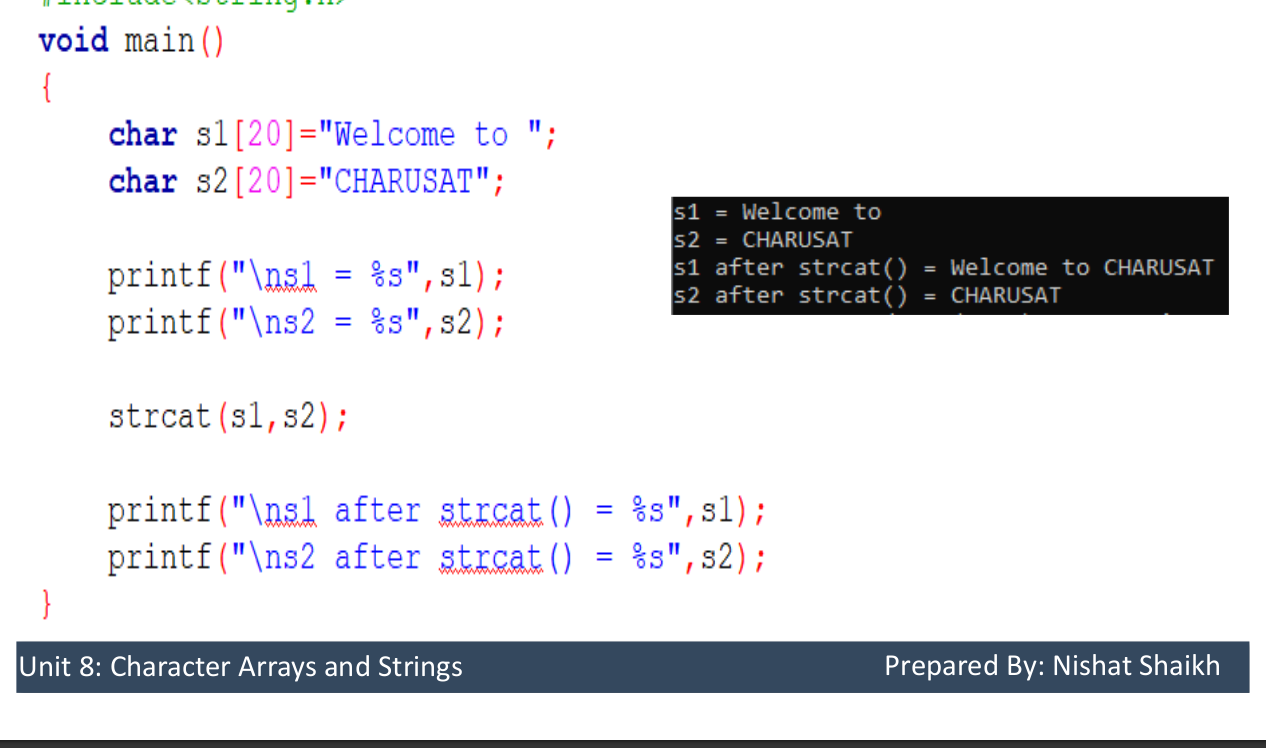 #include<string.h>
void main()
{
char s1[20]="Welcome to ";
char s2[20]="CHARUSAT";
printf("\ns1 = %s",s1);
printf("\ns2 = %s",s2);
strcat(s1,s2);
printf("\ns1 after strcat() = %s",s1);
printf("\ns2 after strcat() = %s",s2);
}
s1 = Welcome to
s2 = CHARUSAT
s1 after strcat() = Welcome to CHARUSAT
s2 after strcat() = CHARUSAT
Unit 8: Character Arrays and Strings
Prepared By: Nishat Shaikh